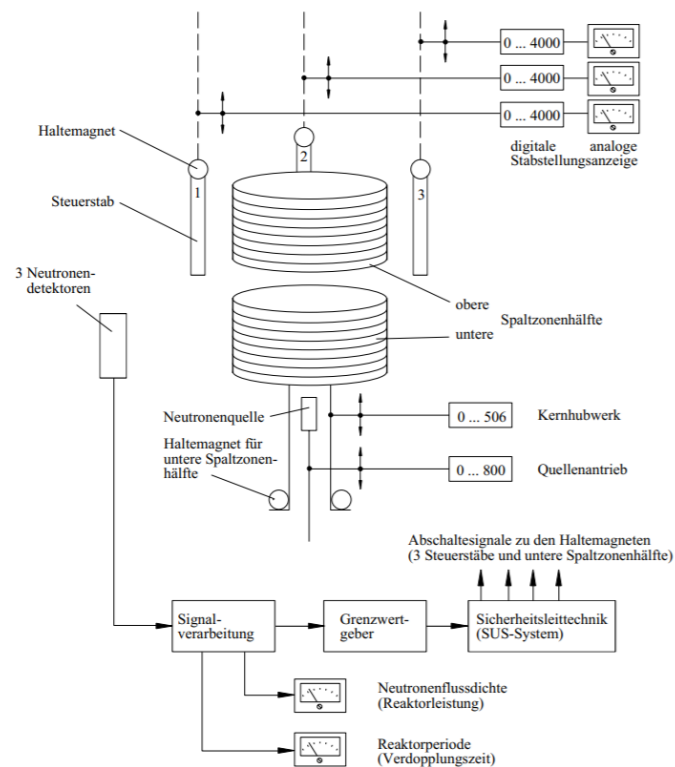 0 ... 4000
0 ... 4000
0 ... 4000
digitale
Stabstellungsanzeige
analoge
Haltemagnet
1
2
3
Steuerstab
3 Neutronen-
detektoren
obere
untere
Spaltzonenhälfte
Neutronenquelle
0 ... 506
Kernhubwerk
Haltemagnet für
untere Spaltzonen-
hälfte
0 ... 800
Quellenantrieb
Abschaltesignale zu den Haltemagneten
(3 Steuerstäbe und untere Spaltzonenhälfte)
Signal-
verarbeitung
Grenzwert-
geber
Sicherheitsleittechnik
(SUS-System)
Neutronenflussdichte
(Reaktorleistung)
Reaktorperiode
(Verdopplungszeit)